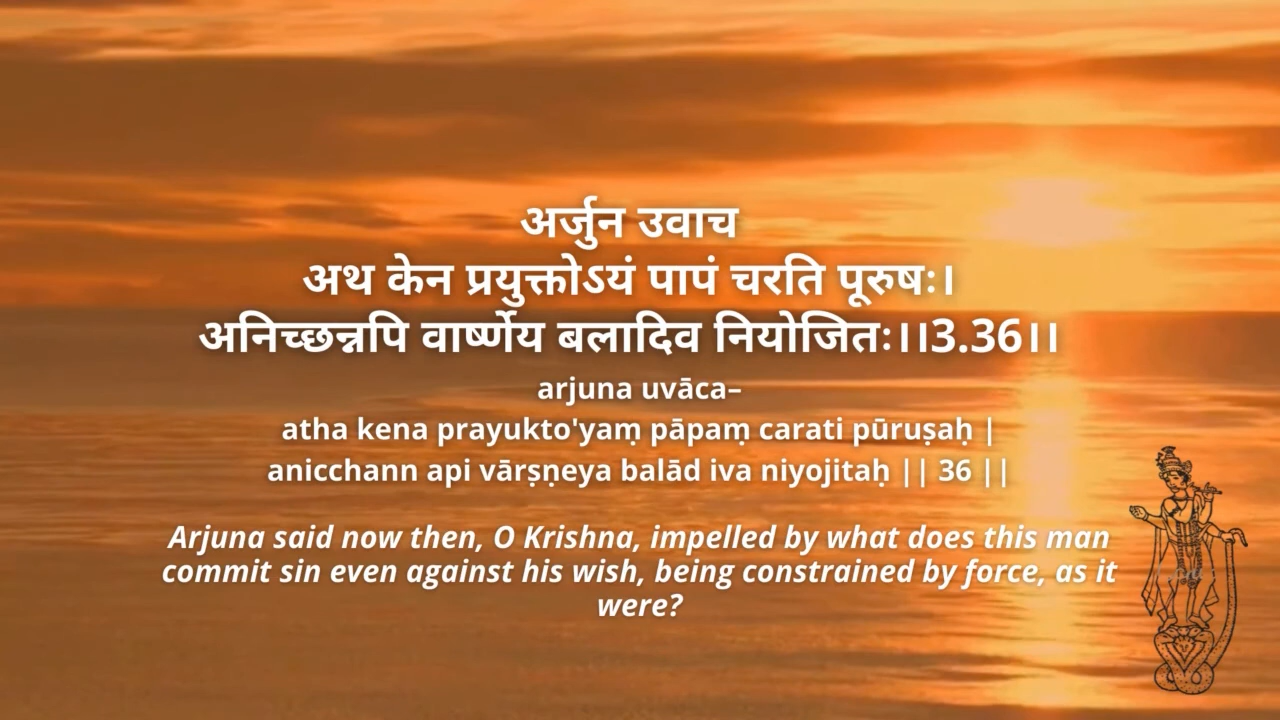 अर्जुन उवाच
अथ केन प्रयुक्तोऽयं पापं चरति पूरुषः।
अनिच्छन्नपि वार्ष्णेय बलादिव नियोजितः।।3.36।।
arjuna uvāca–
atha kena prayukto'yaṃ pāpaṃ carati pūruṣaḥ |
anicchann api vārṣṇeya balād iva niyojitaḥ || 36 ||
Arjuna said now then, O Krishna, impelled by what does this man
commit sin even against his wish, being constrained by force, as it
were?